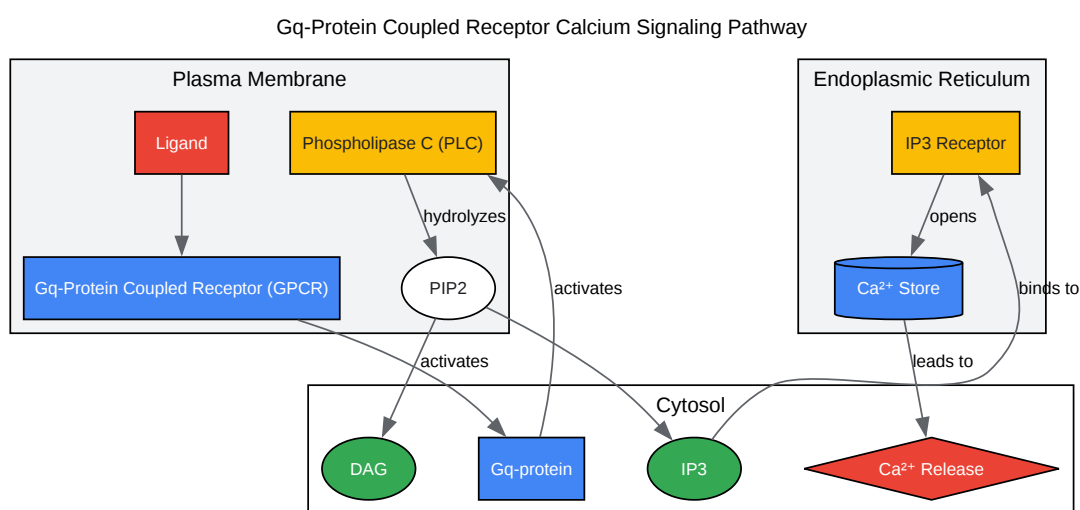 Gq-Protein Coupled Receptor Calcium Signaling Pathway
Plasma Membrane
Endoplasmic Reticulum
Ligand
Phospholipase C (PLC)
IP3 Receptor
hydrolyzes
opens
Gq-Protein Coupled Receptor (GPCR)
PIP2
activates
Ca²⁺ Store
binds to
activates
leads to
Cytosol
DAG
Gq-protein
IP3
Ca²⁺ Release